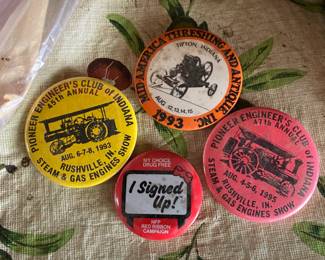 MID AMERICA THRESHING AND ANTIQUE, INC.
TIPTON, INDIANA
AUG 12, 13, 14, 15
1993
PIONEER ENGINEER'S CLUB of INDIANA
45th ANNUAL
AUG. 6-7-8, 1993
RUSHVILLE, IN.
STEAM & GAS ENGINES SHOW
PIONEER ENGINEER'S CLUB of INDIANA
47th ANNUAL
AUG. 4-5-6, 1995
RUSHVILLE, IN.
STEAM & GAS ENGINES SHOW
MY CHOICE
DRUG FREE
I Signed
Up!
NFP
RED RIBBON
CAMPAIGN